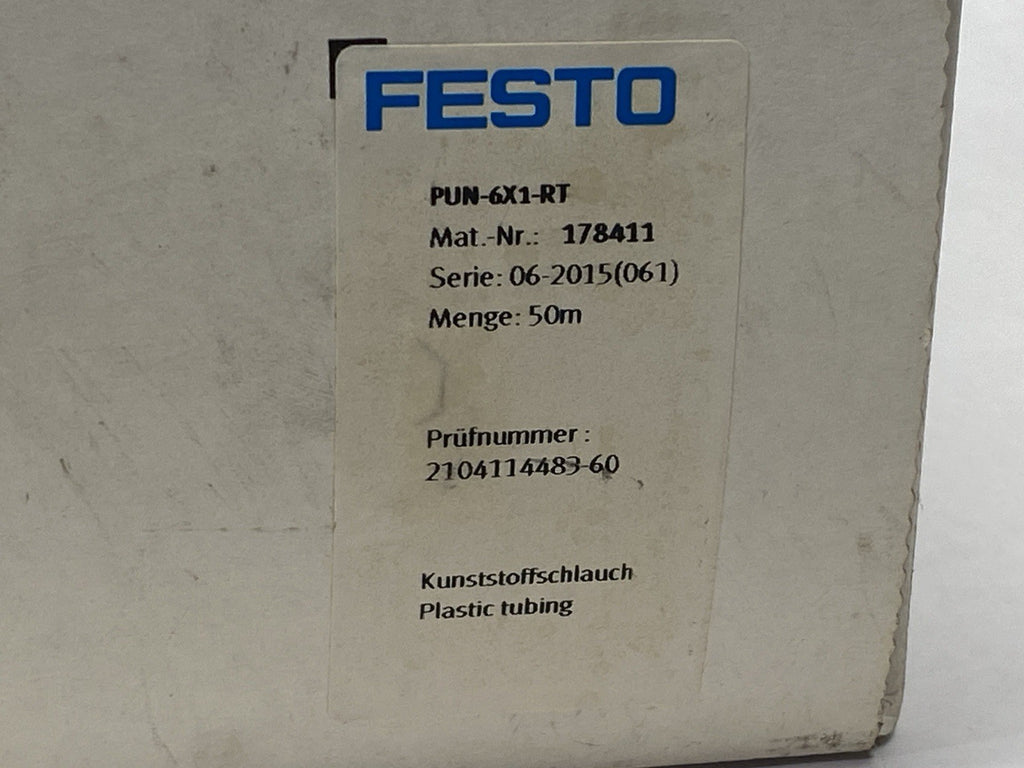 FESTO
PUN-6X1-RT
Mat.-Nr.: 178411
Serie: 06-2015(061)
Menge: 50m
Prüfnummer :
2104114483-60
Kunststoffschlauch
Plastic tubing